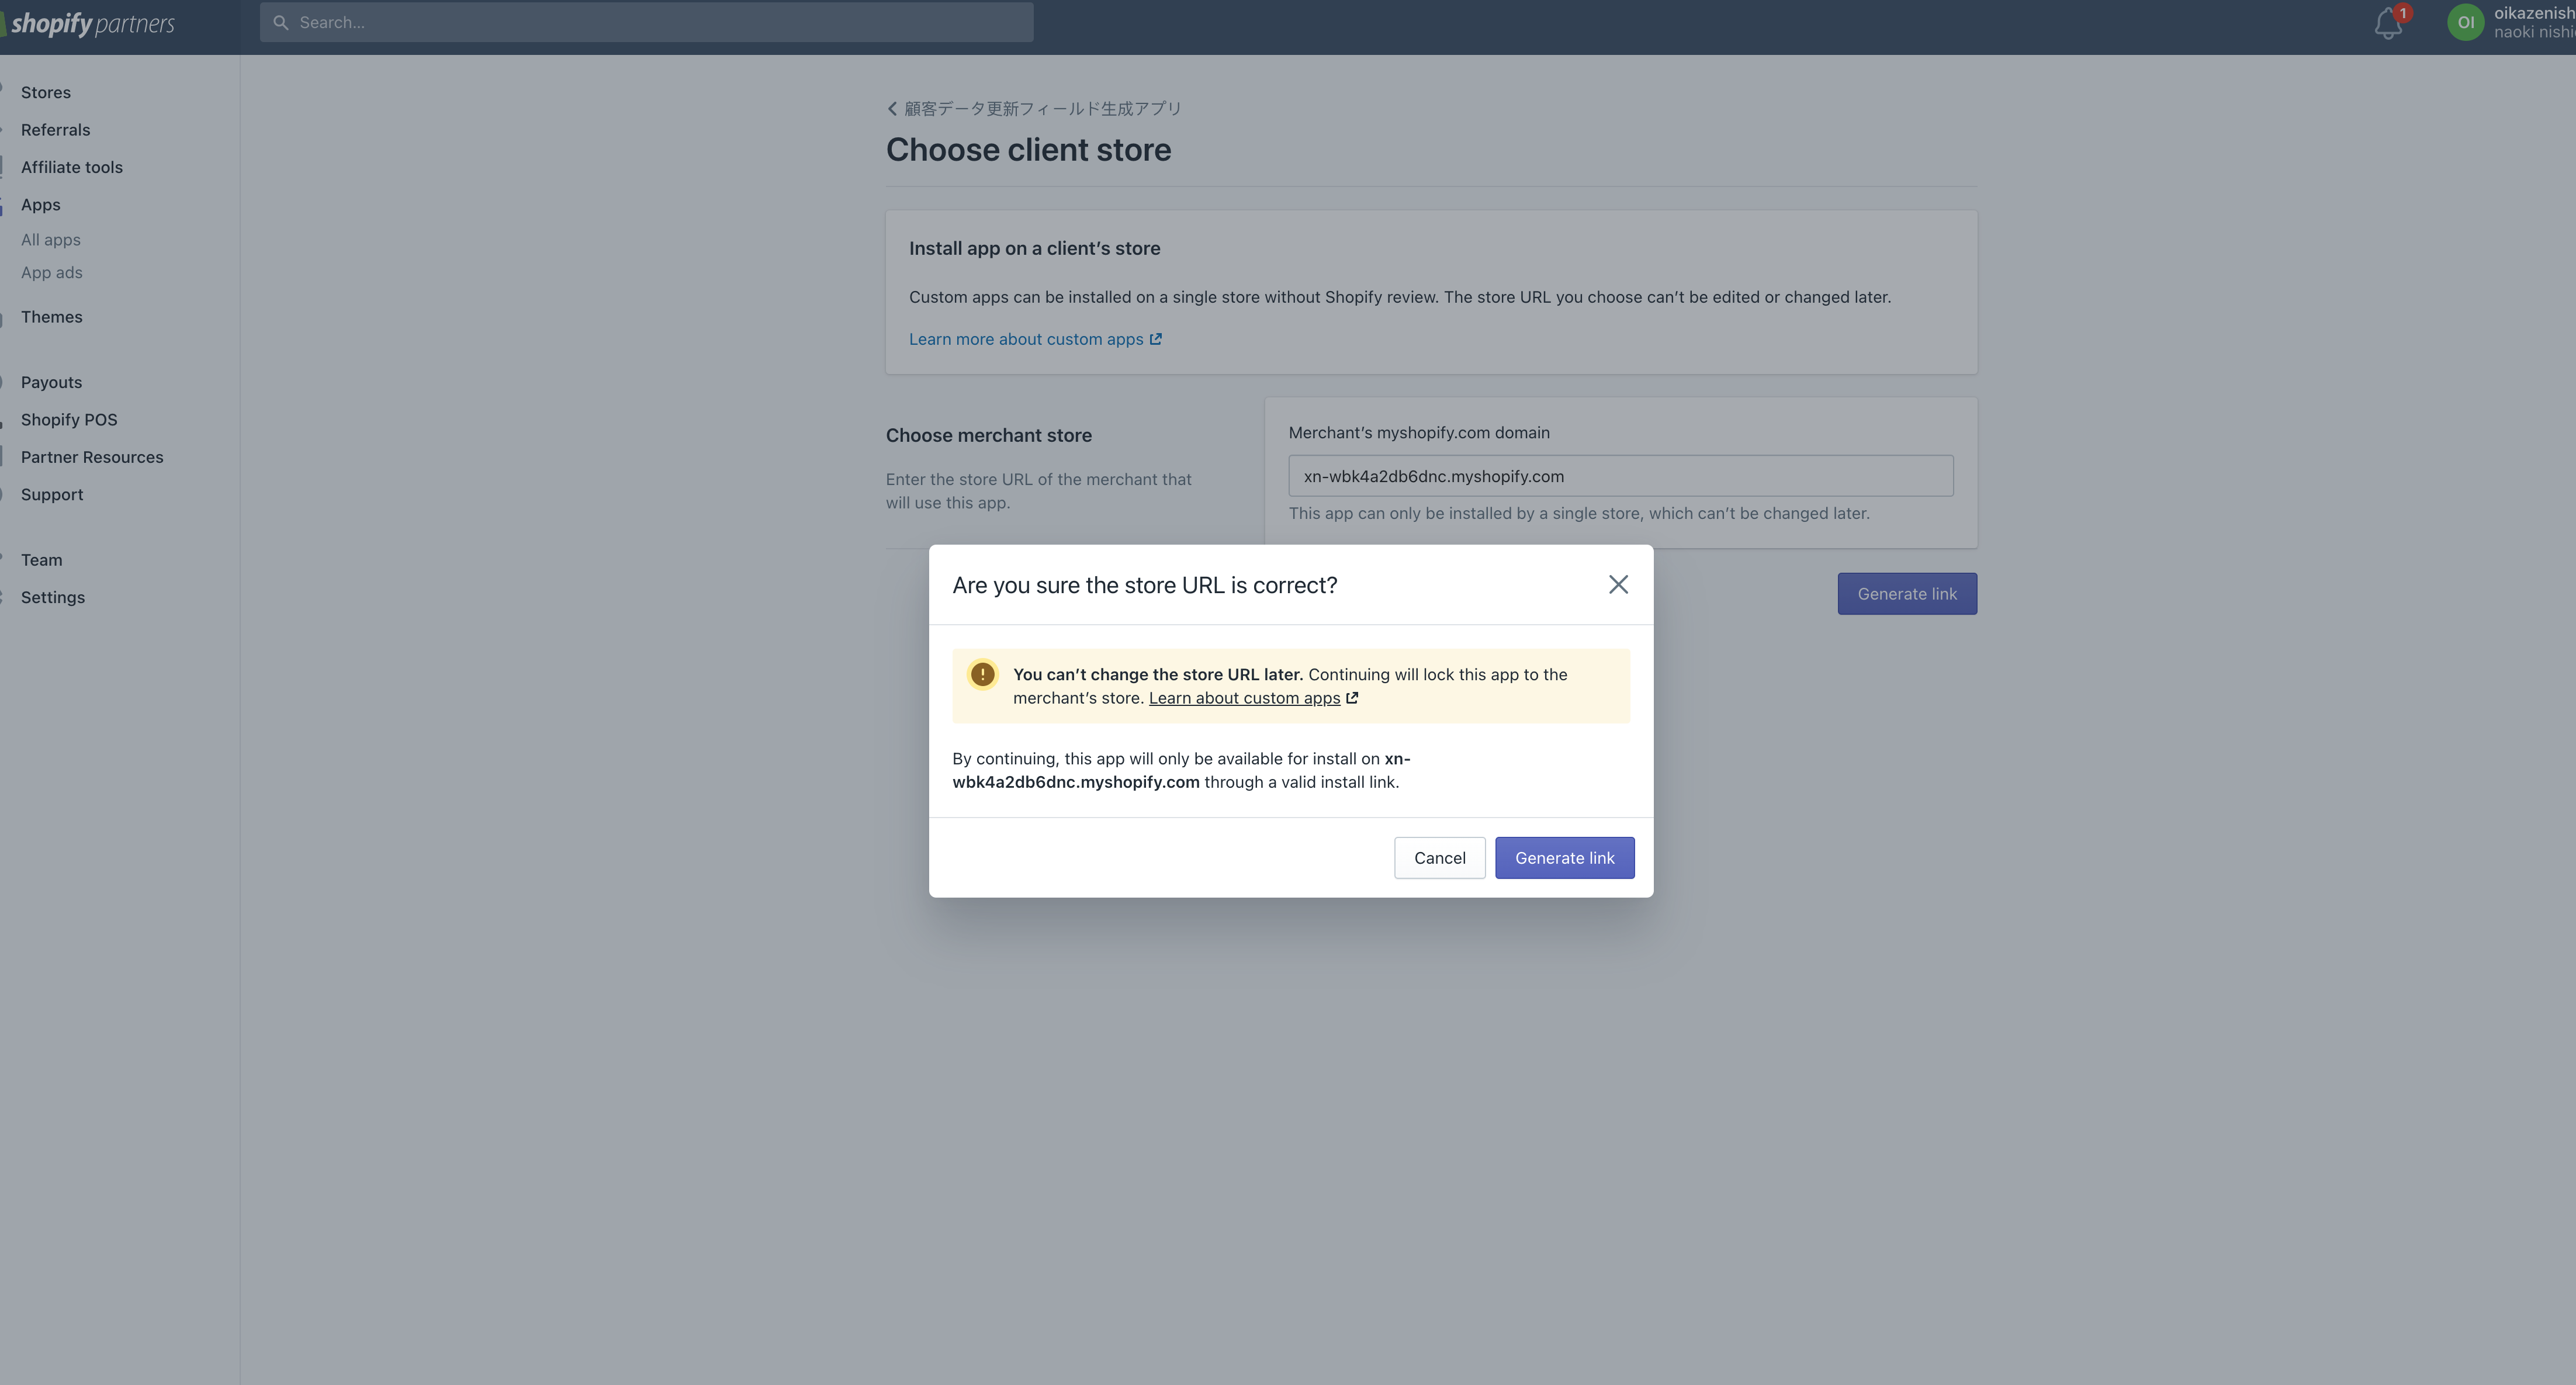 shopify partners
Search...
1
OI
oikazenish
naoki nishi
Stores
Referrals
Affiliate tools
Apps
All apps
App ads
Themes
Payouts
Shopify POS
Partner Resources
Support
Team
Settings
顧客データ更新フィールド生成アプリ
Choose client store
Install app on a client’s store
Custom apps can be installed on a single store without Shopify review. The store URL you choose can’t be edited or changed later.
Learn more about custom apps
Choose merchant store
Enter the store URL of the merchant that
will use this app.
Merchant’s myshopify.com domain
xn-wbk4a2db6dnc.myshopify.com
This app can only be installed by a single store, which can’t be changed later.
Generate link
Are you sure the store URL is correct?
You can’t change the store URL later. Continuing will lock this app to the
merchant’s store. Learn about custom apps
By continuing, this app will only be available for install on xn-
wbk4a2db6dnc.myshopify.com through a valid install link.
Cancel
Generate link